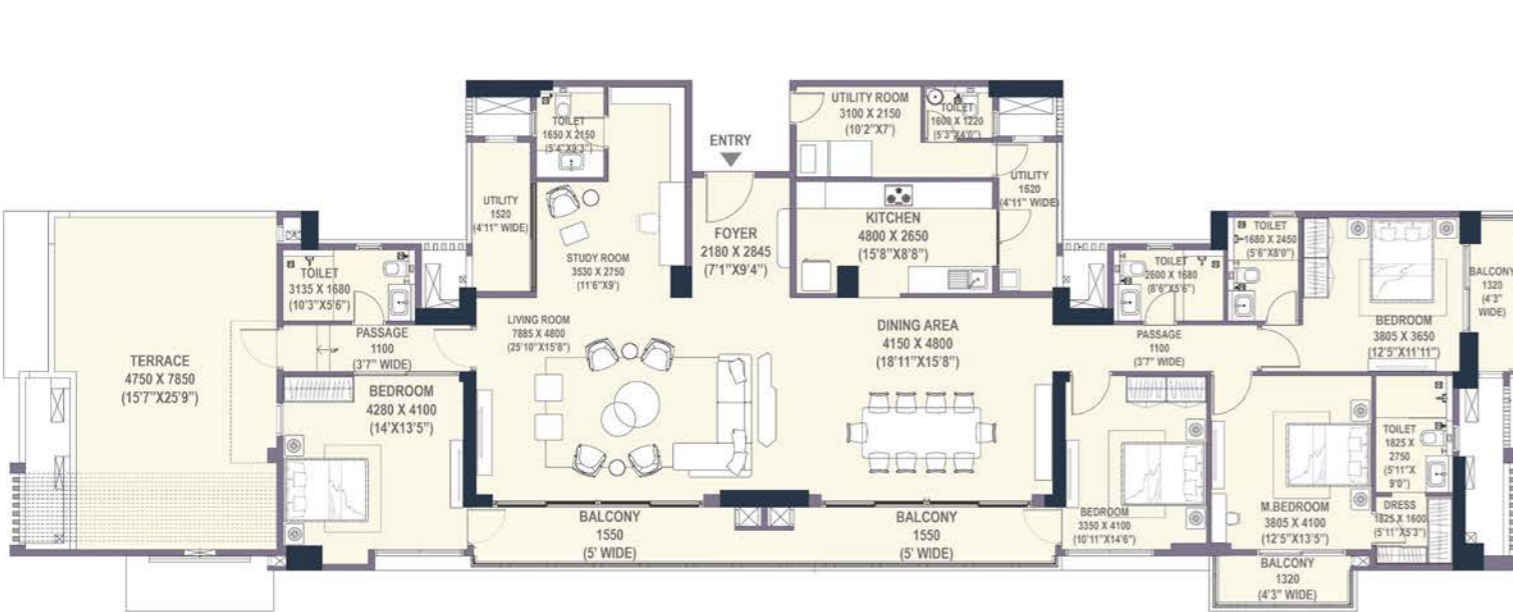 TOILET
1650 X 2150
(5'4"X9'3")
UTILITY
1520
(4'11" WIDE)
STUDY ROOM
3530 X 2750
(11'6"X9')
ENTRY
FOYER
2180 X 2845
(7'1"X9'4")
UTILITY ROOM
3100 X 2150
(10'2"X7')
TOILET
1600 X 1220
(5'3"X4'0")
UTILITY
1520
(4'11" WIDE)
KITCHEN
4800 X 2650
(15'8"X8'8")
TERRACE
4750 X 7850
(15'7"X25'9")
TOILET
3135 X 1680
(10'3"X5'6")
PASSAGE
1100
(3'7" WIDE)
BEDROOM
4280 X 4100
(14'X13'5")
LIVING ROOM
7885 X 4800
(25'10"X15'8")
DINING AREA
4150 X 4800
(18'11"X15'8")
BALCONY
1550
(5' WIDE)
BALCONY
1550
(5' WIDE)
TOILET
2600 X 1680
(8'6"X5'6")
PASSAGE
1100
(3'7" WIDE)
TOILET
1680 X 2450
(5'6"X8'0")
BEDROOM
3805 X 3650
(12'5"X11'11")
BALCONY
1320
(4'3"
WIDE)
BEDROOM
3350 X 4100
(10'11"X14'6")
M.BEDROOM
3805 X 4100
(12'5"X13'5")
TOILET
1825 X
2750
(5'11"X
9'0")
DRESS
1825 X 1600
(5'11"X5'3")
BALCONY
1320
(4'3" WIDE)